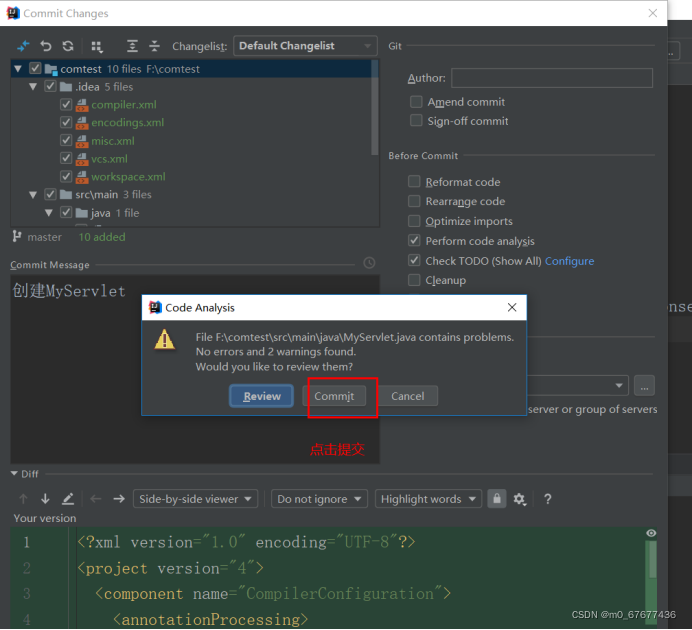 Commit Changes
Changelist: Default Changelist
Git
comtest 10 files F:\comtest
.idea 5 files
compiler.xml
encodings.xml
misc.xml
vcs.xml
workspace.xml
src\main 3 files
java 1 file
master 10 added
Author:
Amend commit
Sign-off commit
Before Commit
Reformat code
Rearrange code
Optimize imports
Perform code analysis
Check TODO (Show All) Configure
Cleanup
Commit Message
创建MyServlet
Code Analysis
File F:\comtest\src\main\java\MyServlet.java contains problems.
No errors and 2 warnings found.
Would you like to review them?
Review Commit Cancel
点击提交
...
server or group of servers
Diff
Side-by-side viewer Do not ignore Highlight words ?
Your version
1 <?xml version="1.0" encoding="UTF-8"?>
2 <project version="4">
3 <component name="CompilerConfiguration">
4 <annotationProcessing>
CSDN @m0_67677436